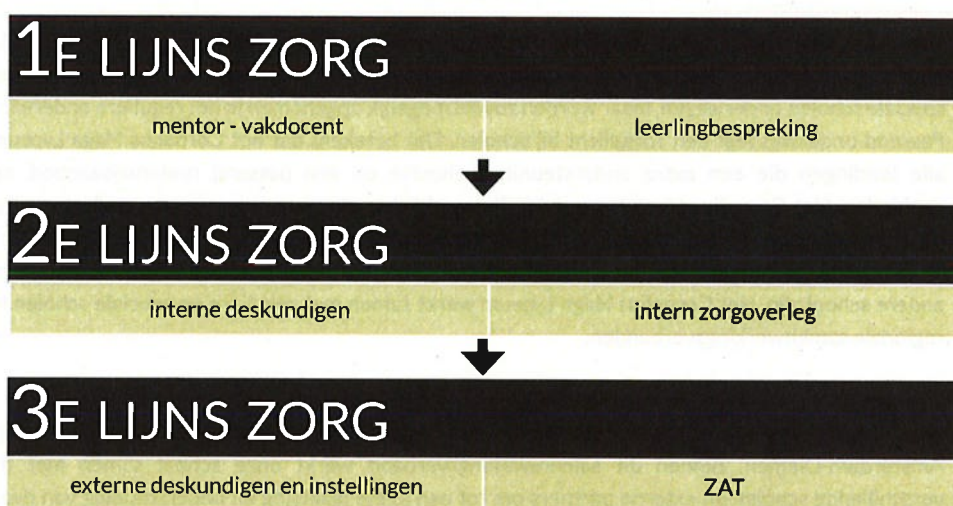 1E LIJNS ZORG
mentor - vakdocent leerlingbespreking
2E LIJNS ZORG
interne deskundigen intern zorgoverleg
3E LIJNS ZORG
externe deskundigen en instellingen ZAT